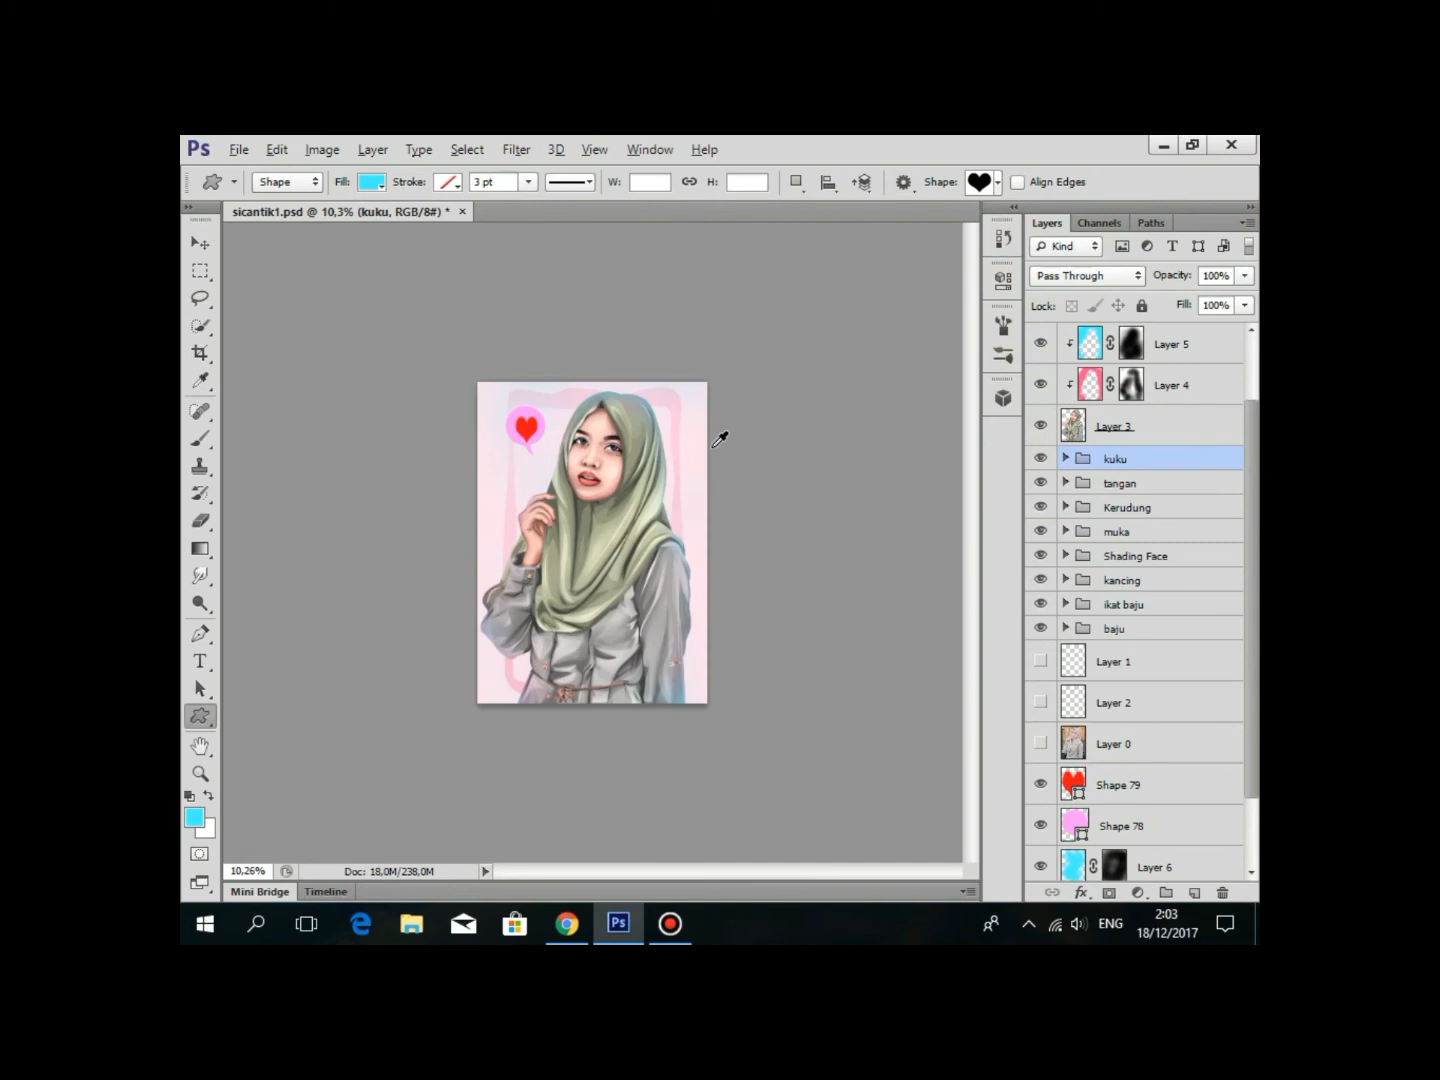 Ps File Edit Image Layer Type Select Filter 3D View Window Help
Shape Fill: Stroke: 3 pt W: H: Shape: Align Edges
sicantik1.psd @ 10,3% (kuku, RGB/8#) *
Layers Channels Paths
Kind
Pass Through Opacity: 100%
Lock: Fill: 100%
Layer 5
Layer 4
Layer 3
kuku
tangan
Kerudung
muka
Shading Face
kancing
ikat baju
baju
Layer 1
Layer 2
Layer 0
Shape 79
Shape 78
Layer 6
10,26% Doc: 18,0M/238,0M
Mini Bridge Timeline
fx
Ps ENG 2:03
18/12/2017